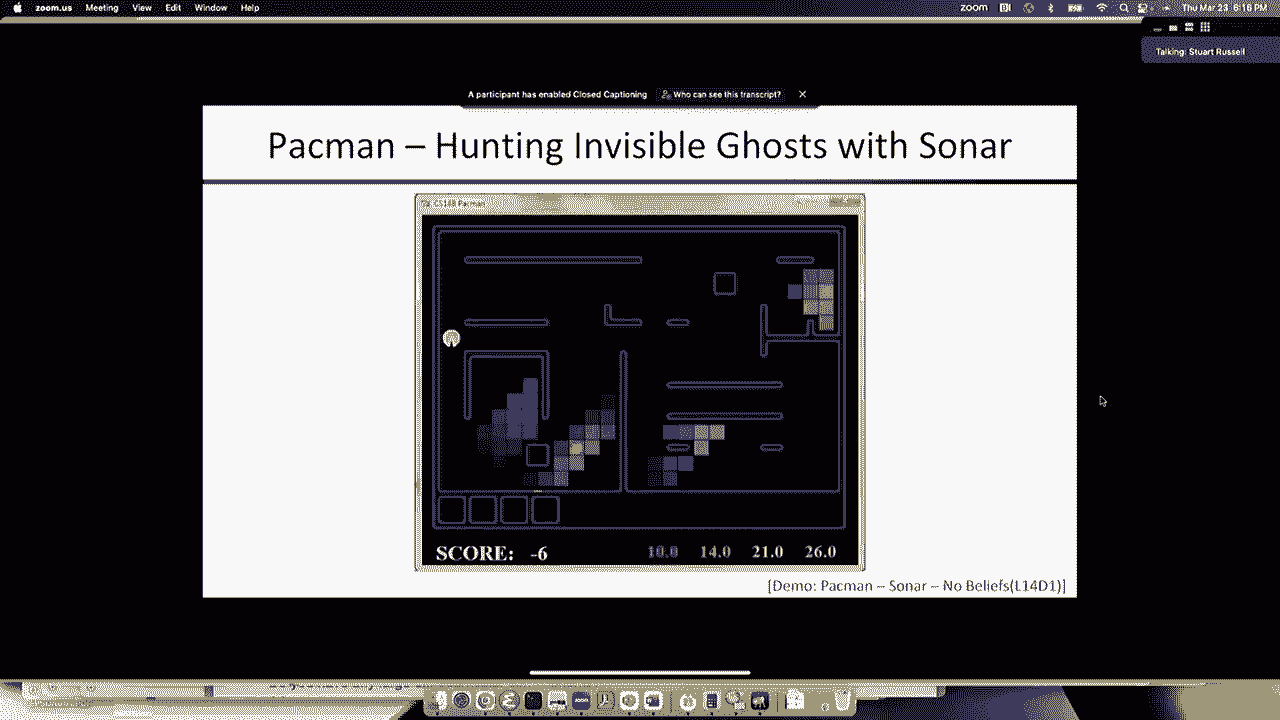 zoom.us Meeting View Edit Window Help
zoom
Thu Mar 23 6:16 PM
Talking: Stuart Russell
A participant has enabled Closed Captioning Who can see this transcript?
Pacman – Hunting Invisible Ghosts with Sonar
CS188 Pacman
SCORE: -6 10.0 14.0 21.0 26.0
[Demo: Pacman – Sonar – No Beliefs(L14D1)]